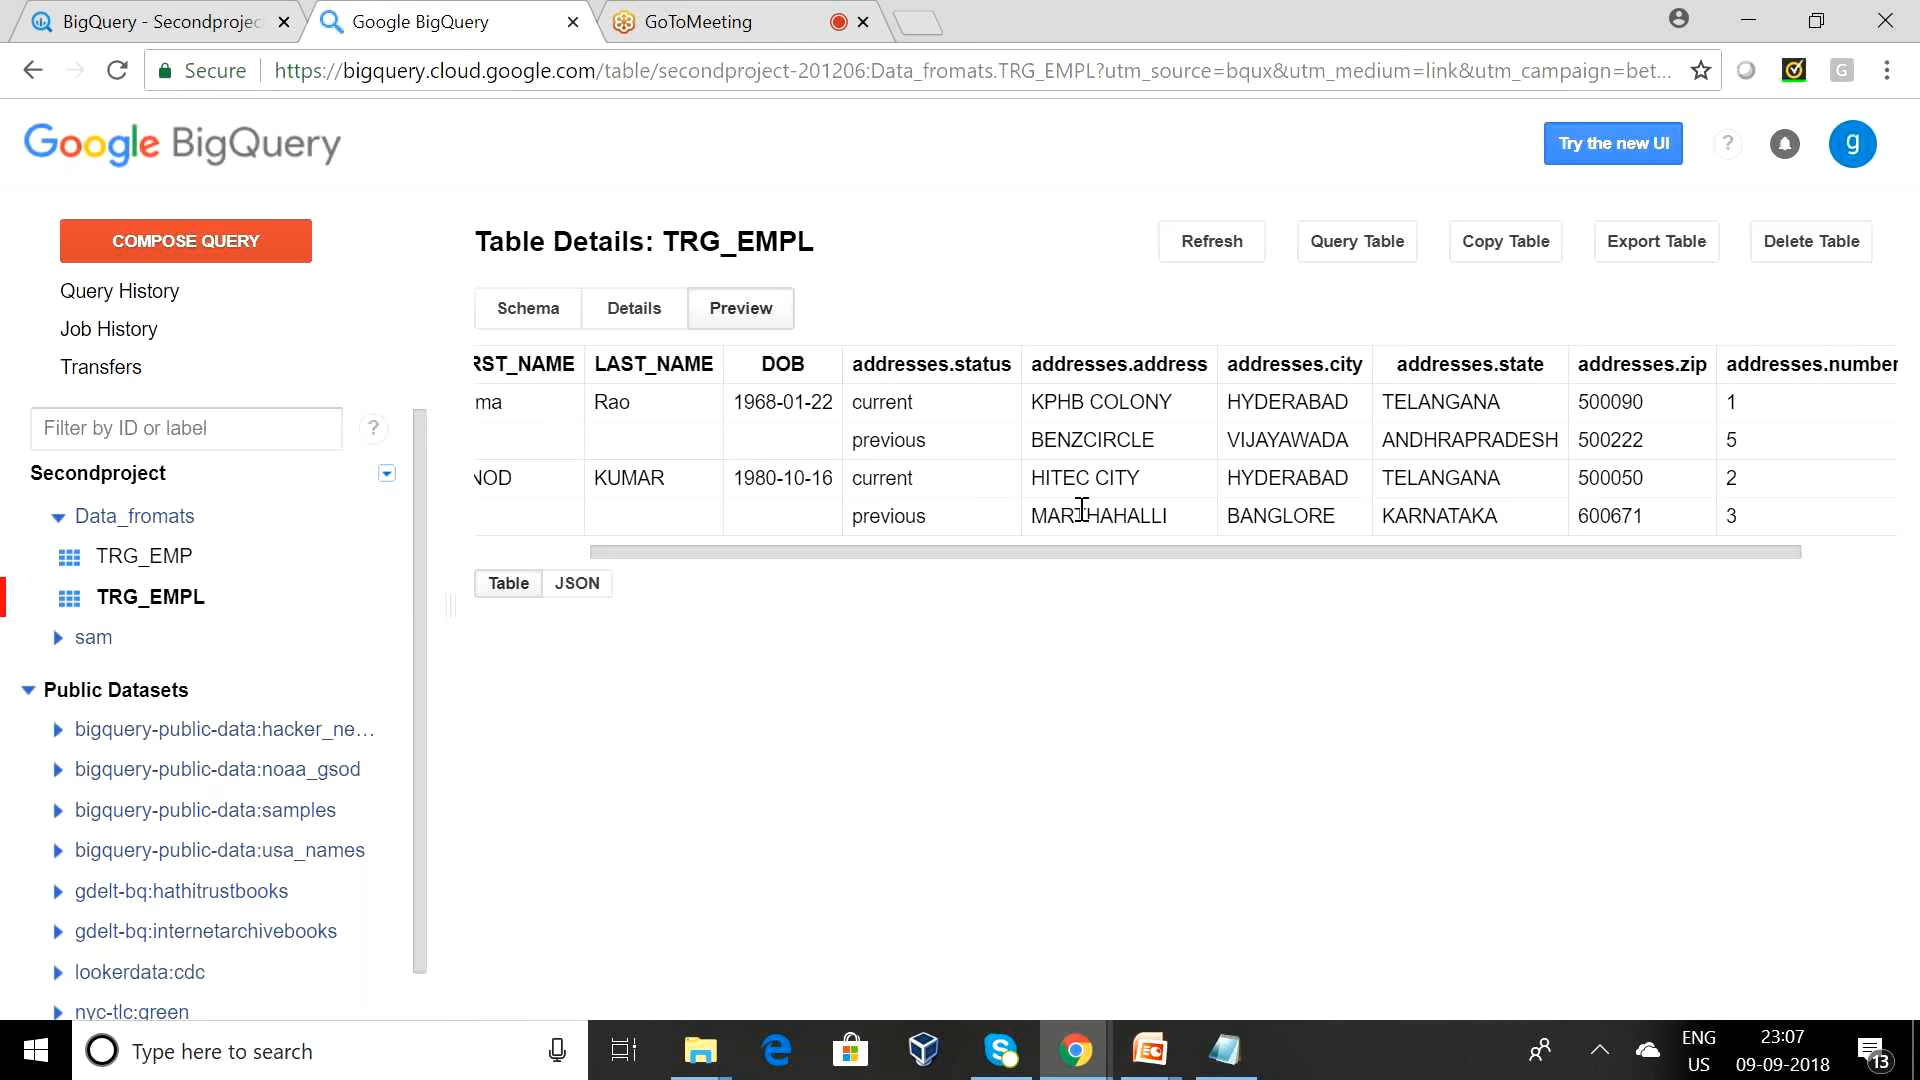 BigQuery - Secondprojec
Google BigQuery
GoToMeeting
Secure
https://bigquery.cloud.google.com/table/secondproject-201206:Data_fromats.TRG_EMPL?utm_source=bqux&utm_medium=link&utm_campaign=bet...
G
Google BigQuery
Try the new UI
?
g
COMPOSE QUERY
Query History
Job History
Transfers
Filter by ID or label
?
Secondproject
Data_fromats
TRG_EMP
TRG_EMPL
sam
Public Datasets
bigquery-public-data:hacker_ne...
bigquery-public-data:noaa_gsod
bigquery-public-data:samples
bigquery-public-data:usa_names
gdelt-bq:hathitrustbooks
gdelt-bq:internetarchivebooks
lookerdata:cdc
nyc-tlc:green
Table Details: TRG_EMPL
Refresh
Query Table
Copy Table
Export Table
Delete Table
Schema
Details
Preview
RST_NAME LAST_NAME DOB addresses.status addresses.address addresses.city addresses.state addresses.zip addresses.number
ma Rao 1968-01-22 current KPHB COLONY HYDERABAD TELANGANA 500090 1
previous BENZCIRCLE VIJAYAWADA ANDHRAPRADESH 500222 5
NOD KUMAR 1980-10-16 current HITEC CITY HYDERABAD TELANGANA 500050 2
previous MARTHAHALLI BANGLORE KARNATAKA 600671 3
Table
JSON
Type here to search
ENG
US
23:07
09-09-2018
13